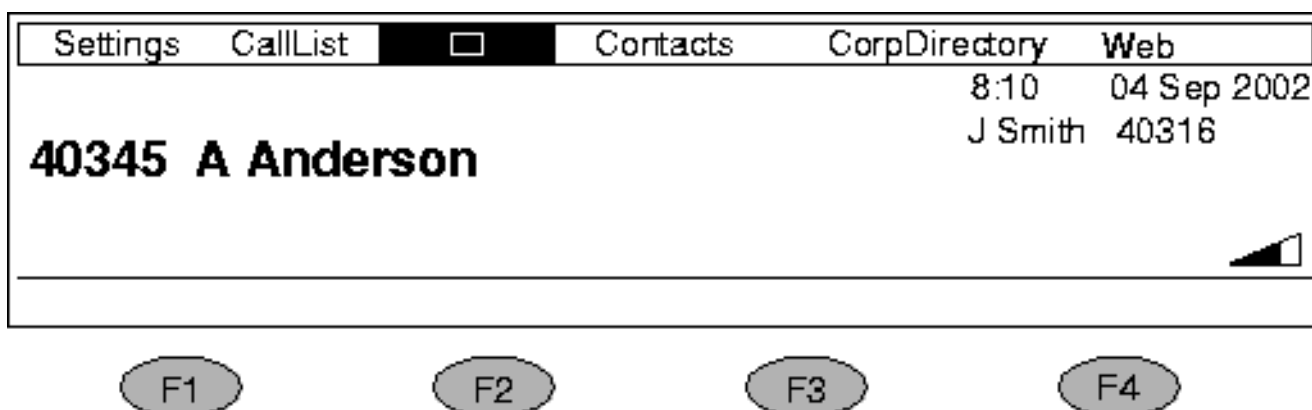 Settings CallList Contacts CorpDirectory Web
8:10 04 Sep 2002
J Smith 40316
40345 A Anderson
F1 F2 F3 F4